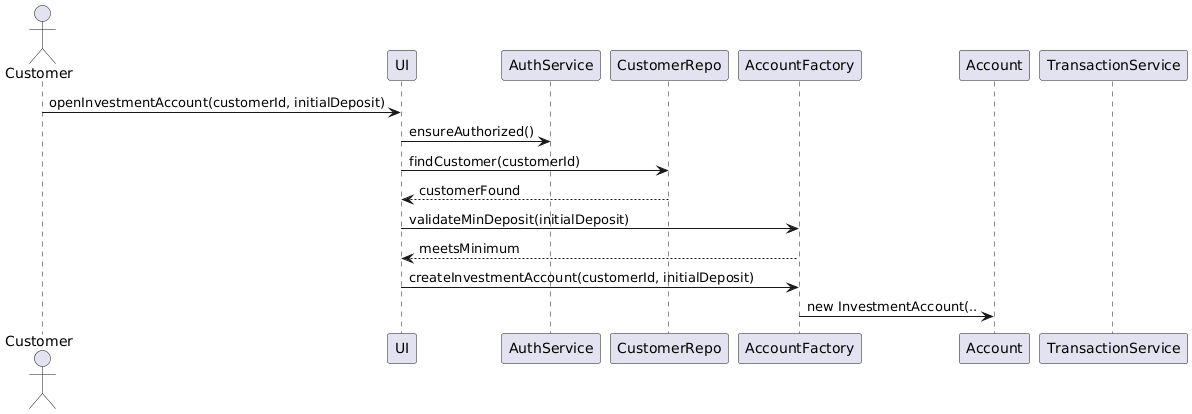 Customer
UI
AuthService
CustomerRepo
AccountFactory
Account
TransactionService
openInvestmentAccount(customerId, initialDeposit)
ensureAuthorized()
findCustomer(customerId)
customerFound
validateMinDeposit(initialDeposit)
meetsMinimum
createInvestmentAccount(customerId, initialDeposit)
new InvestmentAccount(..
Customer
UI
AuthService
CustomerRepo
AccountFactory
Account
TransactionService